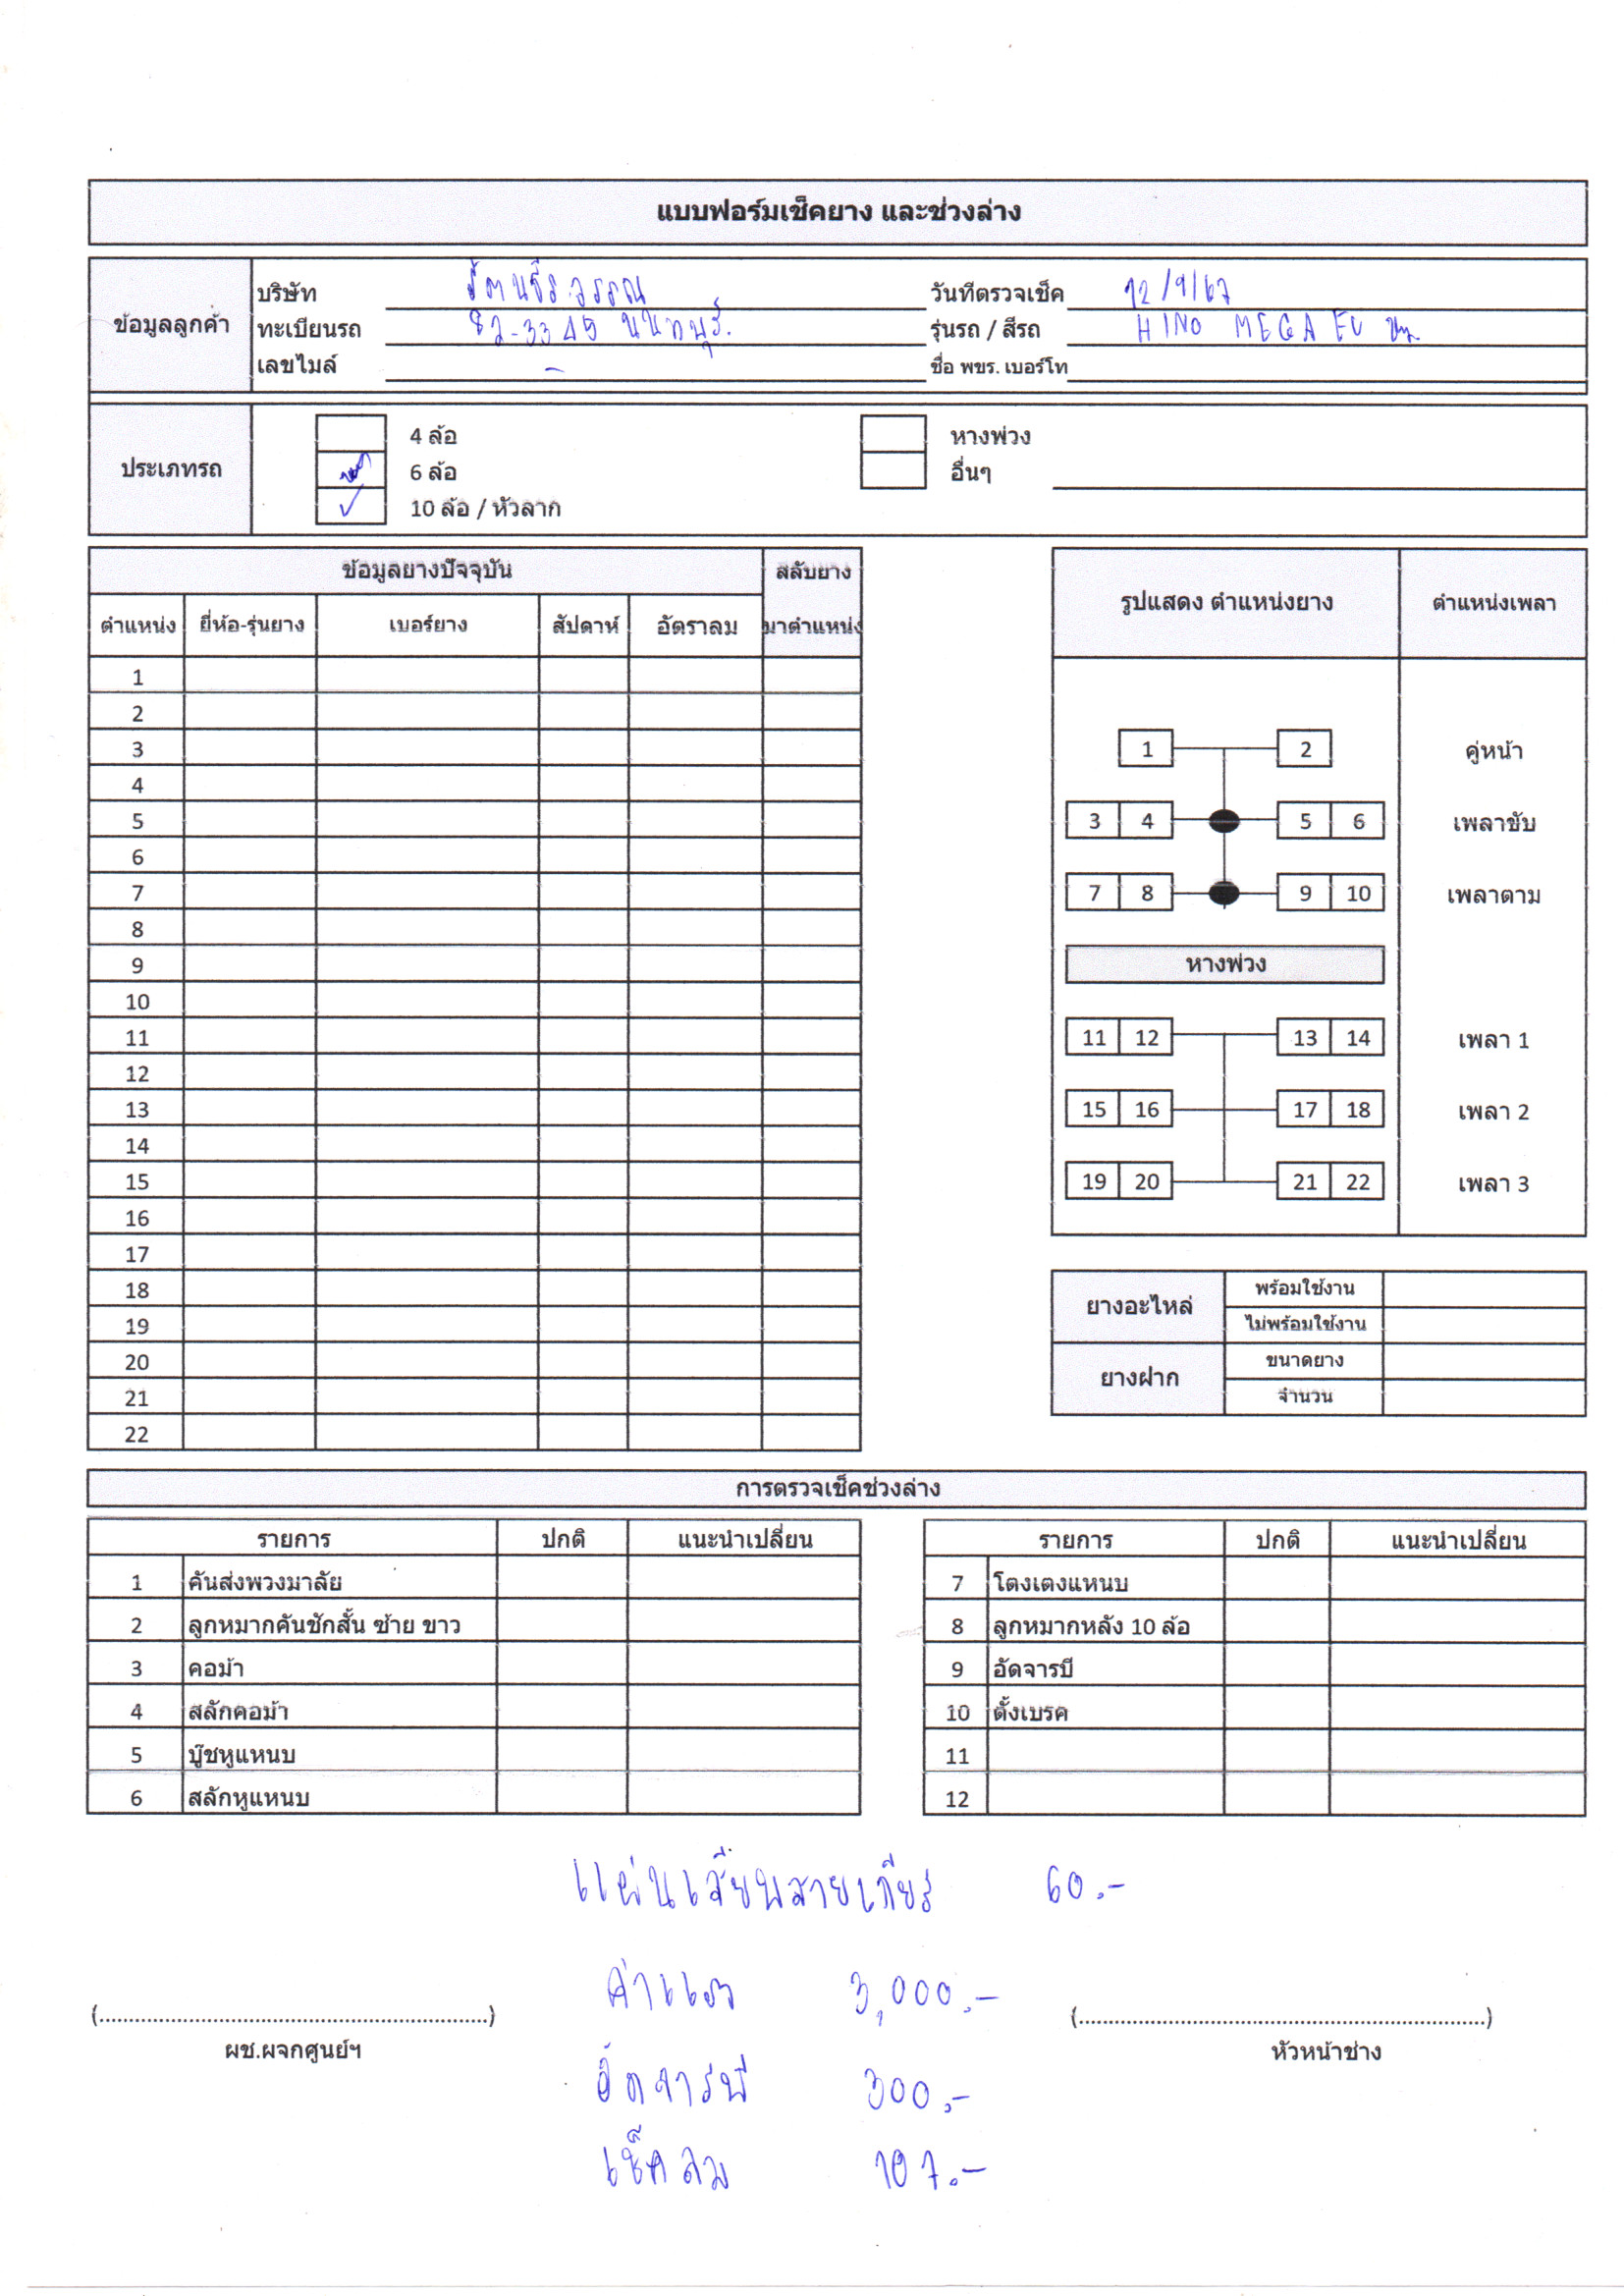 แบบฟอร์มเช็คยาง และช่วงล่าง
ข้อมูลลูกค้า
บริษัท รัตนชีรวรรณ วันที่ตรวจเช็ค 12/9/67
ทะเบียนรถ 82-3345 นนทบุรี. รุ่นรถ / สีรถ HINO MEGA
เลขไมล์ - ชื่อ พขร. เบอร์โท
ประเภทรถ
4 ล้อ หางพ่วง
6 ล้อ อื่นๆ
✓ 10 ล้อ / หัวลาก
ข้อมูลยางปัจจุบัน สลับยาง
ตำแหน่ง ยี่ห้อ-รุ่นยาง เบอร์ยาง สัปดาห์ อัตราลม มาตำแหน่ง
1
2
3
4
5
6
7
8
9
10
11
12
13
14
15
16
17
18
19
20
21
22
รูปแสดง ตำแหน่งยาง ตำแหน่งเพลา
1 2 คู่หน้า
3 4 5 6 เพลาขับ
7 8 9 10 เพลาตาม
หางพ่วง
11 12 13 14 เพลา 1
15 16 17 18 เพลา 2
19 20 21 22 เพลา 3
ยางอะไหล่ พร้อมใช้งาน
ไม่พร้อมใช้งาน
ยางฝาก ขนาดยาง
จำนวน
การตรวจเช็คช่วงล่าง
รายการ ปกติ แนะนำเปลี่ยน
1 คันส่งพวงมาลัย
2 ลูกหมากคันชักสั้น ซ้าย ขาว
3 คอม้า
4 สลักคอม้า
5 บู๊ชหูแหนบ
6 สลักหูแหนบ
รายการ ปกติ แนะนำเปลี่ยน
7 โตงเตงแหนบ
8 ลูกหมากหลัง 10 ล้อ
9 อัดจารบี
10 ตั้งเบรค
11
12
แผ่นเสียบสายเกียร์ 60.-
ค่าแรง 3,000.-
อัดจารบี 300.-
เช็คลม 107.-
(..................................................................)
ผช.ผจกศูนย์ฯ
(..................................................................)
หัวหน้าช่าง